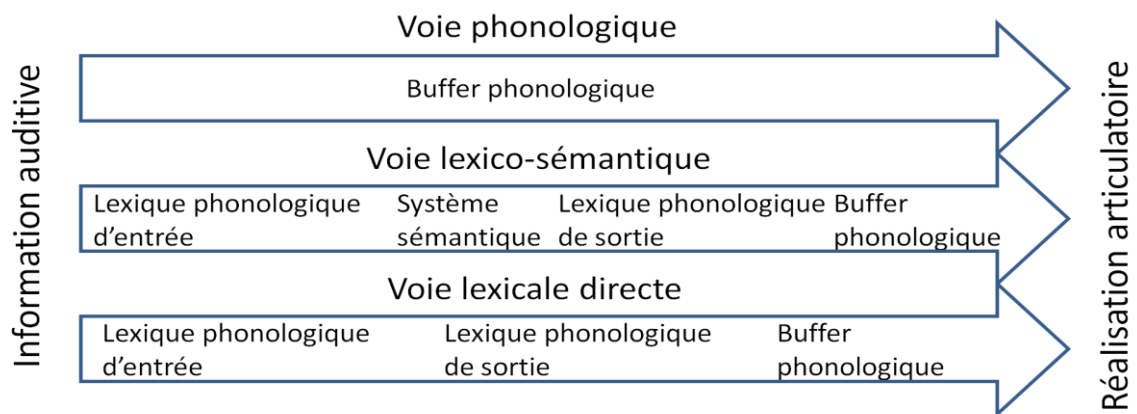 Information auditive
Voie phonologique
Buffer phonologique
Voie lexico-sémantique
Lexique phonologique d’entrée
Système sémantique
Lexique phonologique de sortie
Buffer phonologique
Voie lexicale directe
Lexique phonologique d’entrée
Lexique phonologique de sortie
Buffer phonologique
Réalisation articulatoire